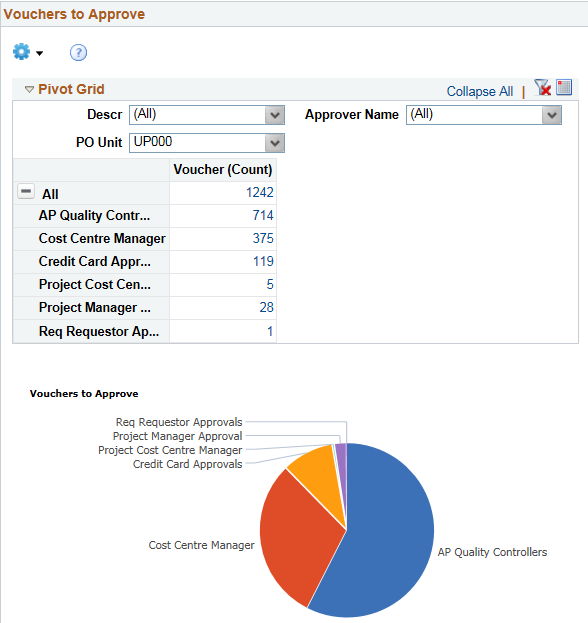 Vouchers to Approve
?
Pivot Grid
Collapse All |
Descr (All) Approver Name (All)
PO Unit UP000
Voucher (Count)
All 1242
AP Quality Contr... 714
Cost Centre Manager 375
Credit Card Appr... 119
Project Cost Cen... 5
Project Manager ... 28
Req Requestor Ap... 1
Vouchers to Approve
Req Requestor Approvals
Project Manager Approval
Project Cost Centre Manager
Credit Card Approvals
Cost Centre Manager
AP Quality Controllers